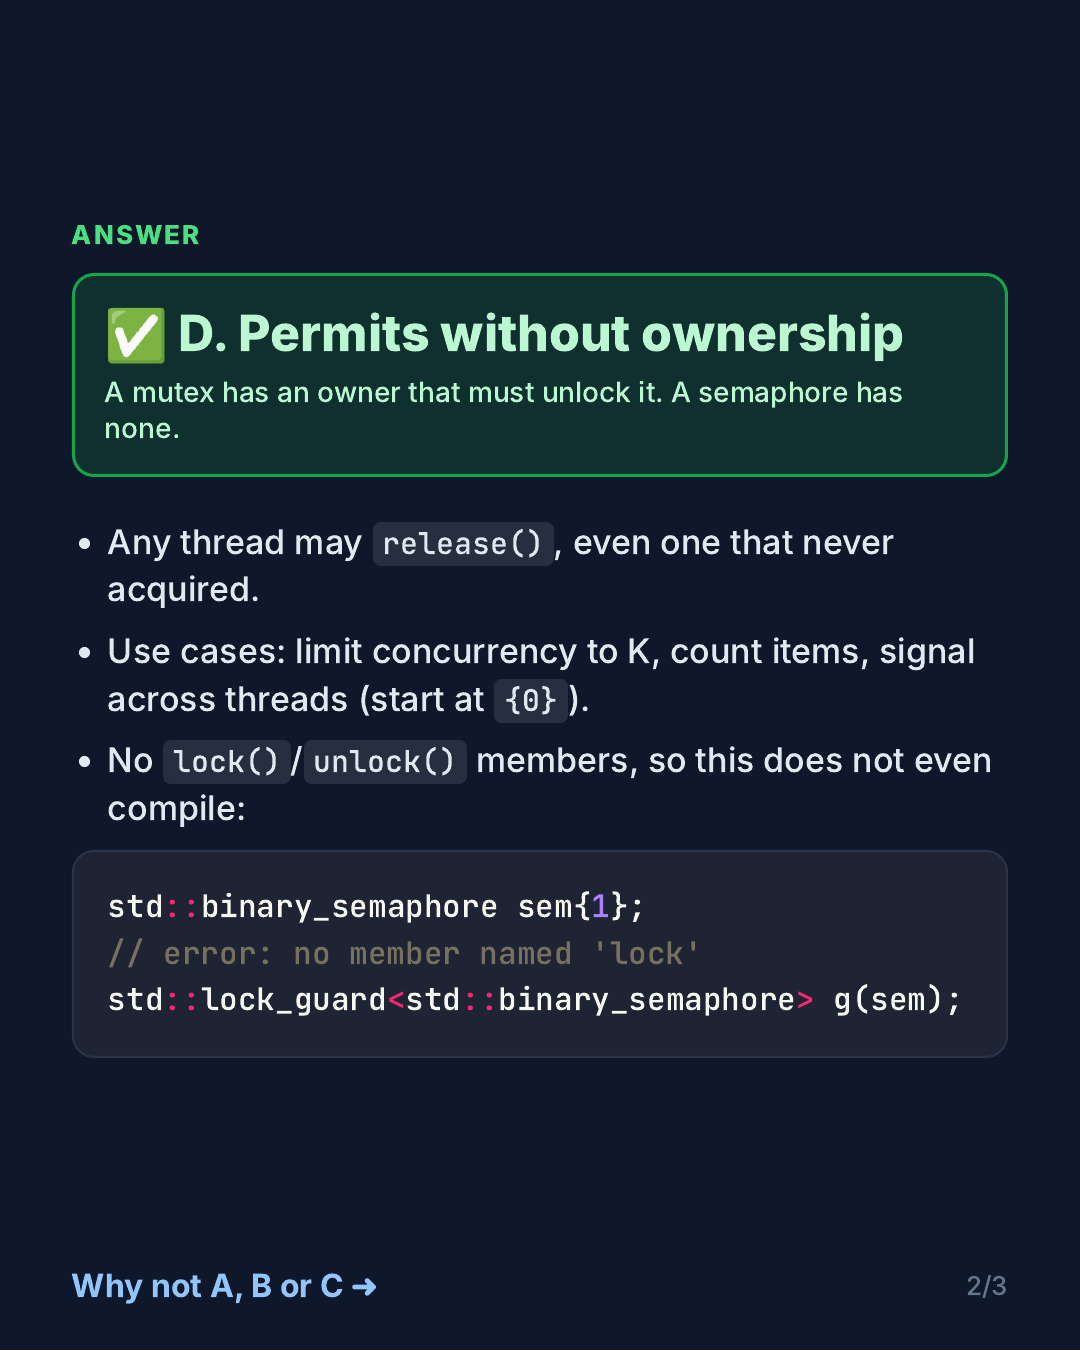 ANSWER
✅ D. Permits without ownership
A mutex has an owner that must unlock it. A semaphore has
none.
• Any thread may release(), even one that never
acquired.
• Use cases: limit concurrency to K, count items, signal
across threads (start at {0}).
• No lock()/unlock() members, so this does not even
compile:
std::binary_semaphore sem{1};
// error: no member named 'lock'
std::lock_guard<std::binary_semaphore> g(sem);
Why not A, B or C ➜
2/3